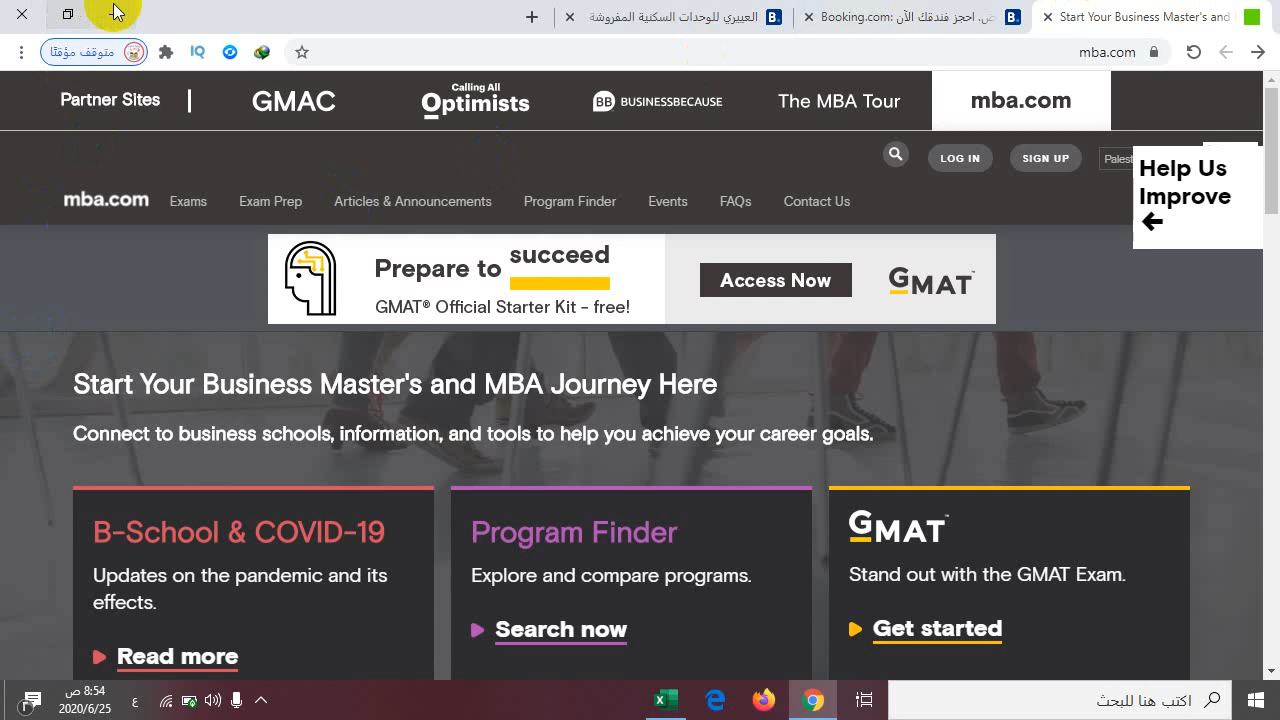 Start Your Business Master's and
ض. احجز فندقك الآن :Booking.com
العييري للوحدات السكنية المفروشة
mba.com
متوقف مؤقتًا
Partner Sites
GMAC
Calling All
Optimists
BB BUSINESSBECAUSE
The MBA Tour
mba.com
LOG IN
SIGN UP
Palest
Help Us
Improve
mba.com
Exams
Exam Prep
Articles & Announcements
Program Finder
Events
FAQs
Contact Us
Prepare to succeed
GMAT® Official Starter Kit - free!
Access Now
GMAT™
Start Your Business Master's and MBA Journey Here
Connect to business schools, information, and tools to help you achieve your career goals.
B-School & COVID-19
Updates on the pandemic and its
effects.
Read more
Program Finder
Explore and compare programs.
Search now
GMAT™
Stand out with the GMAT Exam.
Get started
اكتب هنا للبحث
ع
8:54 ص
2020/6/25